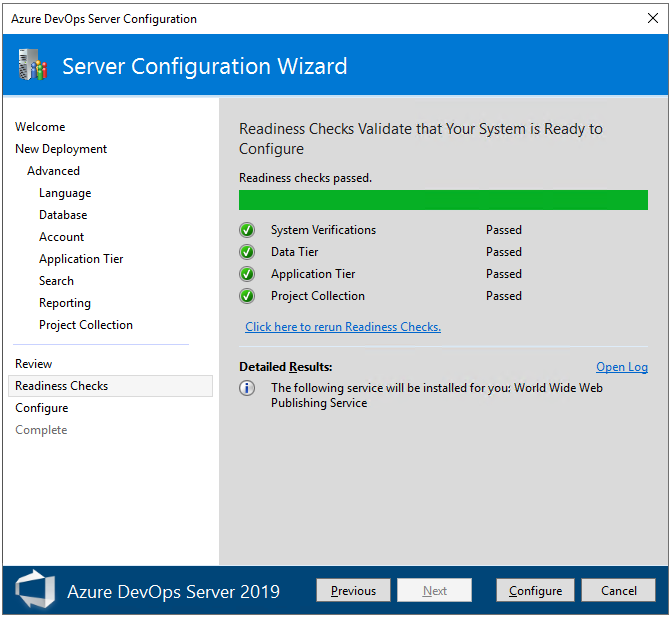 Azure DevOps Server Configuration
Server Configuration Wizard
Welcome
New Deployment
Advanced
Language
Database
Account
Application Tier
Search
Reporting
Project Collection
Review
Readiness Checks
Configure
Complete
Readiness Checks Validate that Your System is Ready to
Configure
Readiness checks passed.
System Verifications Passed
Data Tier Passed
Application Tier Passed
Project Collection Passed
Click here to rerun Readiness Checks.
Detailed Results: Open Log
The following service will be installed for you: World Wide Web
Publishing Service
Azure DevOps Server 2019
Previous Next Configure Cancel